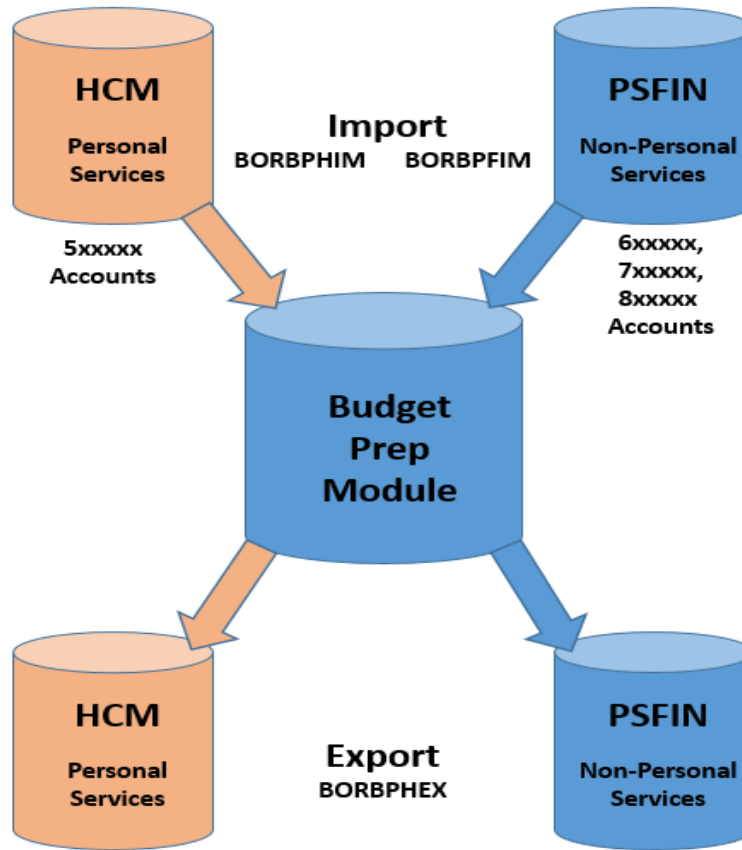 HCM
Personal
Services
Import
BORBPHIM BORBPFIM
PSFIN
Non-Personal
Services
5xxxxx
Accounts
6xxxxx,
7xxxxx,
8xxxxx
Accounts
Budget
Prep
Module
HCM
Personal
Services
Export
BORBPHEX
PSFIN
Non-Personal
Services